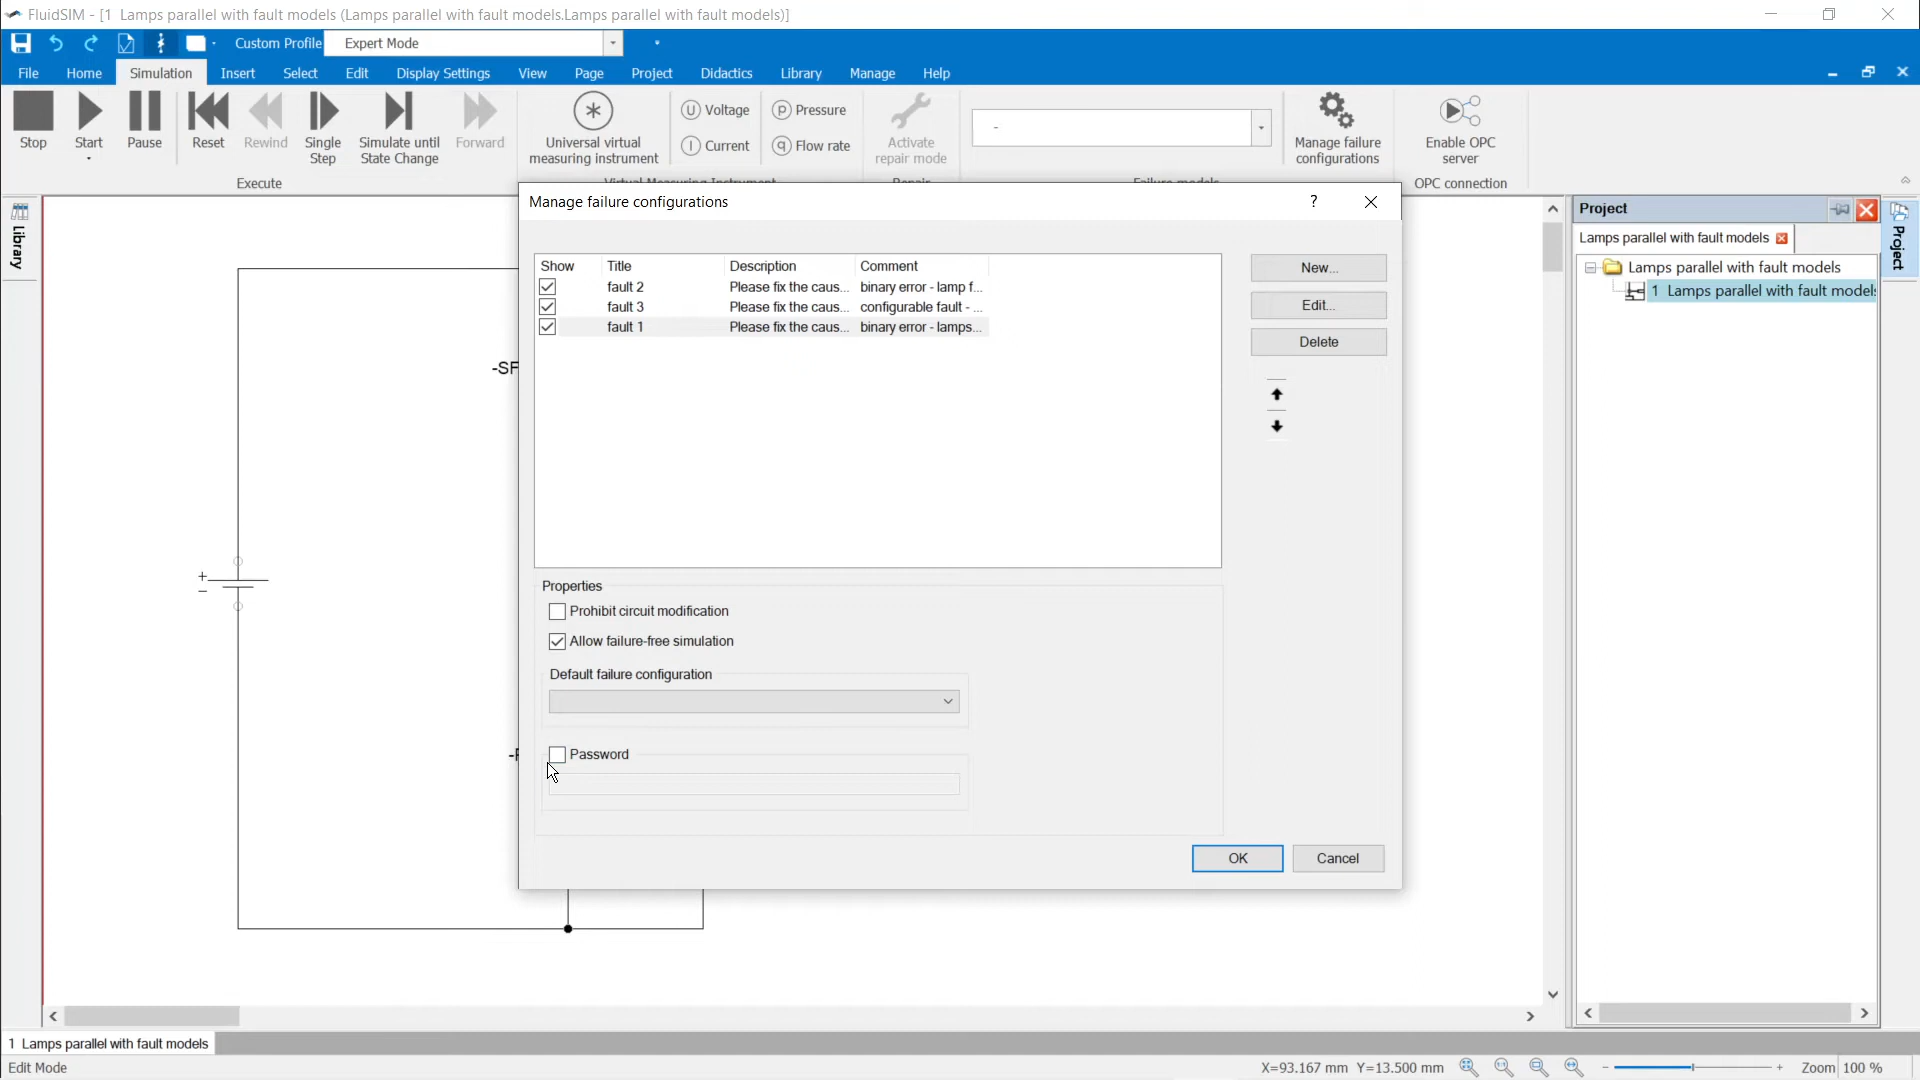 FluidSIM - [1 Lamps parallel with fault models (Lamps parallel with fault models.Lamps parallel with fault models)]
Custom Profile Expert Mode
File Home Simulation Insert Select Edit Display Settings View Page Project Didactics Library Manage Help
Stop
Start
Pause
Reset
Rewind
Single
Step
Simulate until
State Change
Forward
Execute
Universal virtual
measuring instrument
U Voltage
I Current
p Pressure
q Flow rate
Virtual Measuring Instrument
Activate
repair mode
Repair
-
Manage failure
configurations
Failure models
Enable OPC
server
OPC connection
Library
Manage failure configurations
?
Show Title Description Comment
fault 2 Please fix the caus... binary error - lamp f...
fault 3 Please fix the caus... configurable fault - ...
fault 1 Please fix the caus... binary error - lamps...
New...
Edit...
Delete
Properties
Prohibit circuit modification
Allow failure-free simulation
Default failure configuration
Password
OK Cancel
-SF
+
-
Project
Lamps parallel with fault models
Lamps parallel with fault models
1 Lamps parallel with fault models
Project
1 Lamps parallel with fault models
Edit Mode
X=93.167 mm Y=13.500 mm
- + Zoom 100 %